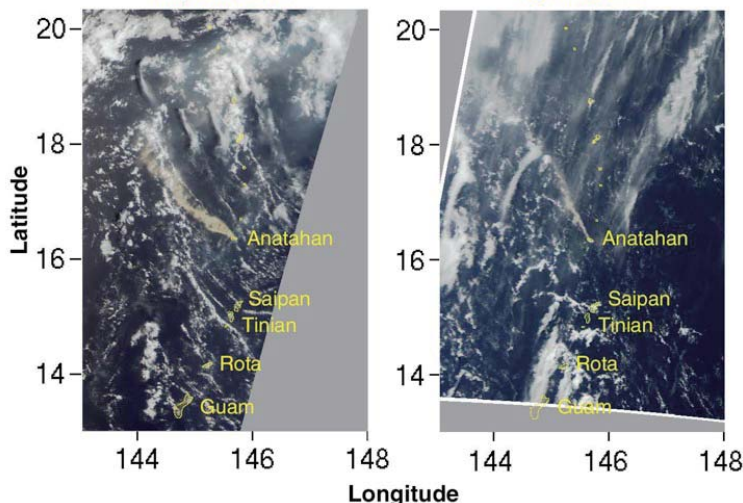 20
18
16
14
Latitude
Anatahan
Saipan
Tinian
Rota
Guam
144
146
148
20
18
16
14
Anatahan
Saipan
Tinian
Rota
Guam
144
146
148
Longitude